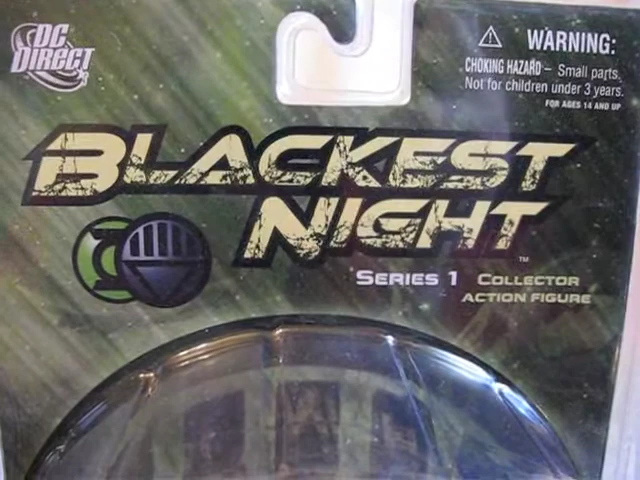 DC
DIRECT
WARNING:
CHOKING HAZARD – Small parts.
Not for children under 3 years.
FOR AGES 14 AND UP
BLACKEST
NIGHT
™
SERIES 1 COLLECTOR
ACTION FIGURE